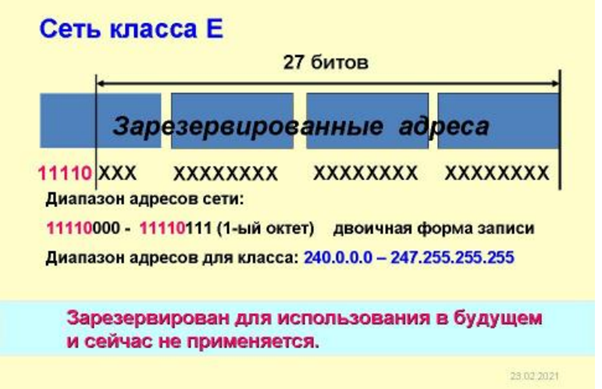 Сеть класса Е
27 битов
Зарезервированные адреса
11110 XXX XXXXXXXX XXXXXXXX XXXXXXXX
Диапазон адресов сети:
11110000 - 11110111 (1-ый октет) двоичная форма записи
Диапазон адресов для класса: 240.0.0.0 – 247.255.255.255
Зарезервирован для использования в будущем
и сейчас не применяется.
23.02.2021